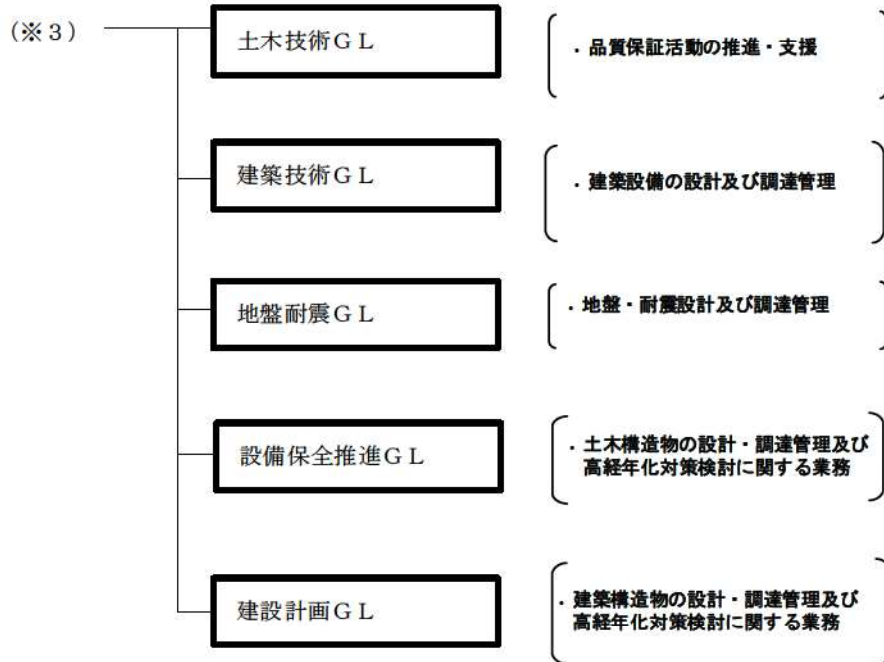 (※3)
土木技術GL
・品質保証活動の推進・支援
建築技術GL
・建築設備の設計及び調達管理
地盤耐震GL
・地盤・耐震設計及び調達管理
設備保全推進GL
・土木構造物の設計・調達管理及び
高経年化対策検討に関する業務
建設計画GL
・建築構造物の設計・調達管理及び
高経年化対策検討に関する業務